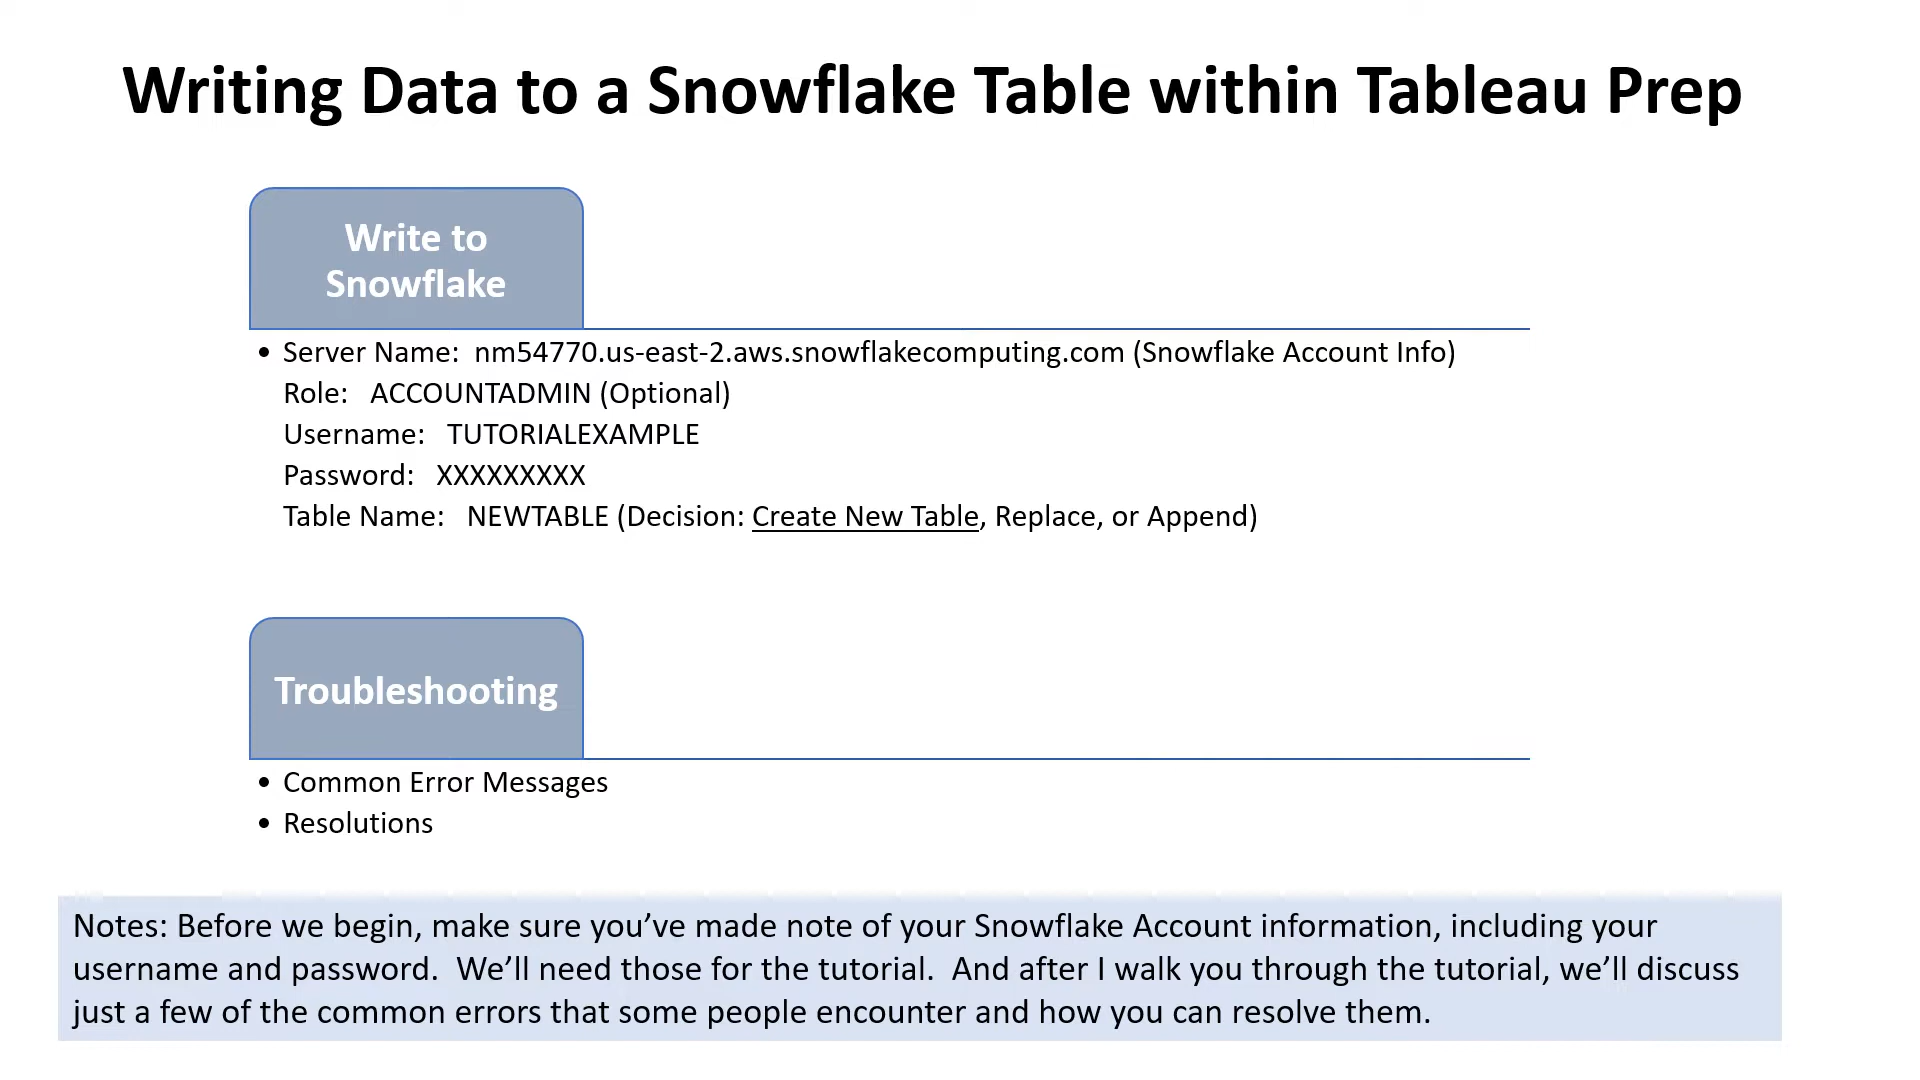 Writing Data to a Snowflake Table within Tableau Prep
Write to
Snowflake
• Server Name:  nm54770.us-east-2.aws.snowflakecomputing.com (Snowflake Account Info)
Role:   ACCOUNTADMIN (Optional)
Username:   TUTORIALEXAMPLE
Password:   XXXXXXXXX
Table Name:   NEWTABLE (Decision: Create New Table, Replace, or Append)
Troubleshooting
• Common Error Messages
• Resolutions
Notes: Before we begin, make sure you’ve made note of your Snowflake Account information, including your
username and password.  We’ll need those for the tutorial.  And after I walk you through the tutorial, we’ll discuss
just a few of the common errors that some people encounter and how you can resolve them.